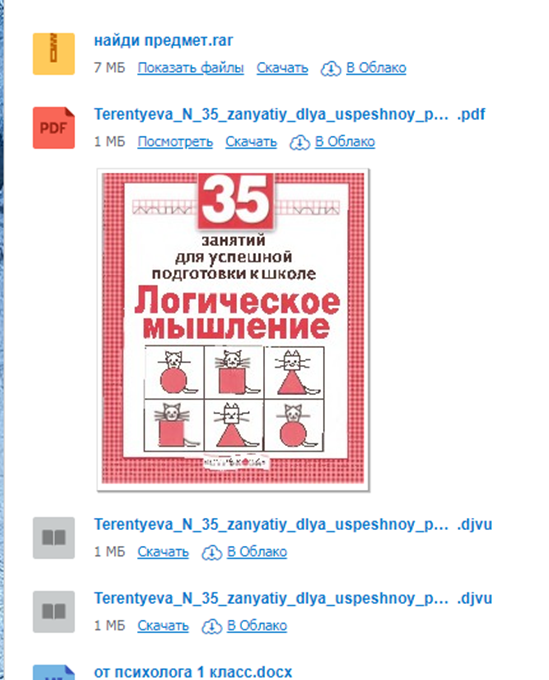 найди предмет.rar
7 МБ Показать файлы Скачать В Облако
PDF
Terentyeva_N_35_zanyatiy_dlya_uspeshnoy_p... .pdf
1 МБ Посмотреть Скачать В Облако
35
занятий
для успешной
подготовки к школе
Логическое
мышление
Terentyeva_N_35_zanyatiy_dlya_uspeshnoy_p... .djvu
1 МБ Скачать В Облако
Terentyeva_N_35_zanyatiy_dlya_uspeshnoy_p... .djvu
1 МБ Скачать В Облако
от психолога 1 класс.docx